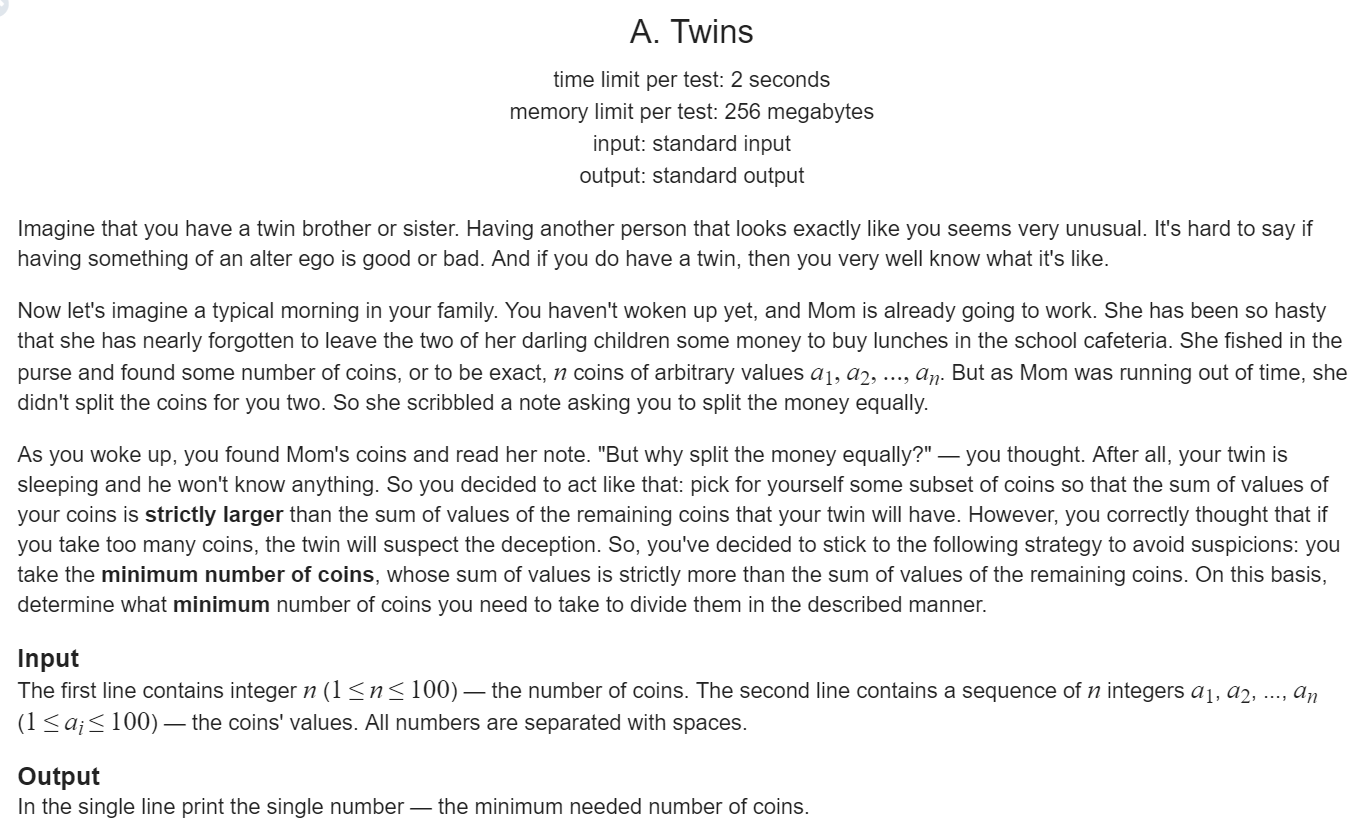 A. Twins
time limit per test: 2 seconds
memory limit per test: 256 megabytes
input: standard input
output: standard output
Imagine that you have a twin brother or sister. Having another person that looks exactly like you seems very unusual. It's hard to say if
having something of an alter ego is good or bad. And if you do have a twin, then you very well know what it's like.
Now let's imagine a typical morning in your family. You haven't woken up yet, and Mom is already going to work. She has been so hasty
that she has nearly forgotten to leave the two of her darling children some money to buy lunches in the school cafeteria. She fished in the
purse and found some number of coins, or to be exact, n coins of arbitrary values a₁, a₂, ..., aₙ. But as Mom was running out of time, she
didn't split the coins for you two. So she scribbled a note asking you to split the money equally.
As you woke up, you found Mom's coins and read her note. "But why split the money equally?" — you thought. After all, your twin is
sleeping and he won't know anything. So you decided to act like that: pick for yourself some subset of coins so that the sum of values of
your coins is strictly larger than the sum of values of the remaining coins that your twin will have. However, you correctly thought that if
you take too many coins, the twin will suspect the deception. So, you've decided to stick to the following strategy to avoid suspicions: you
take the minimum number of coins, whose sum of values is strictly more than the sum of values of the remaining coins. On this basis,
determine what minimum number of coins you need to take to divide them in the described manner.
Input
The first line contains integer n (1 ≤ n ≤ 100) — the number of coins. The second line contains a sequence of n integers a₁, a₂, ..., aₙ
(1 ≤ aᵢ ≤ 100) — the coins' values. All numbers are separated with spaces.
Output
In the single line print the single number — the minimum needed number of coins.